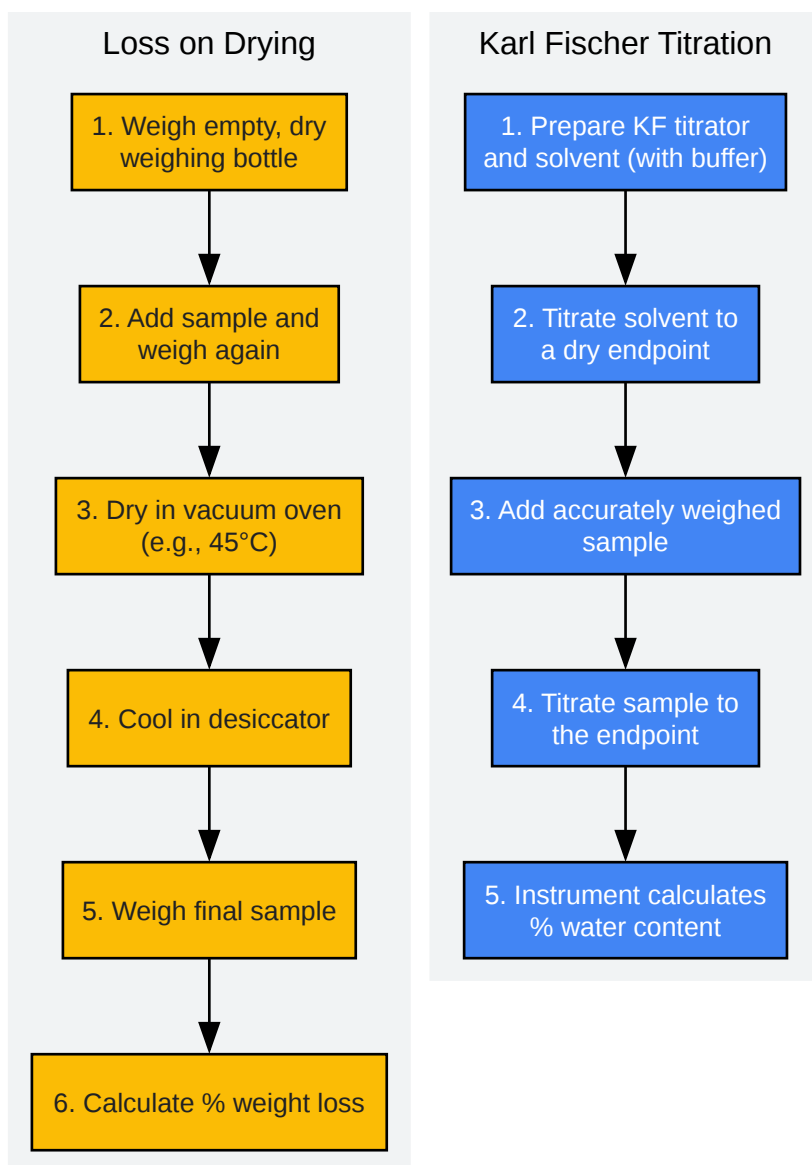 Loss on Drying
1. Weigh empty, dry
weighing bottle
2. Add sample and
weigh again
3. Dry in vacuum oven
(e.g., 45°C)
4. Cool in desiccator
5. Weigh final sample
6. Calculate % weight loss
Karl Fischer Titration
1. Prepare KF titrator
and solvent (with buffer)
2. Titrate solvent to
a dry endpoint
3. Add accurately weighed
sample
4. Titrate sample to
the endpoint
5. Instrument calculates
% water content